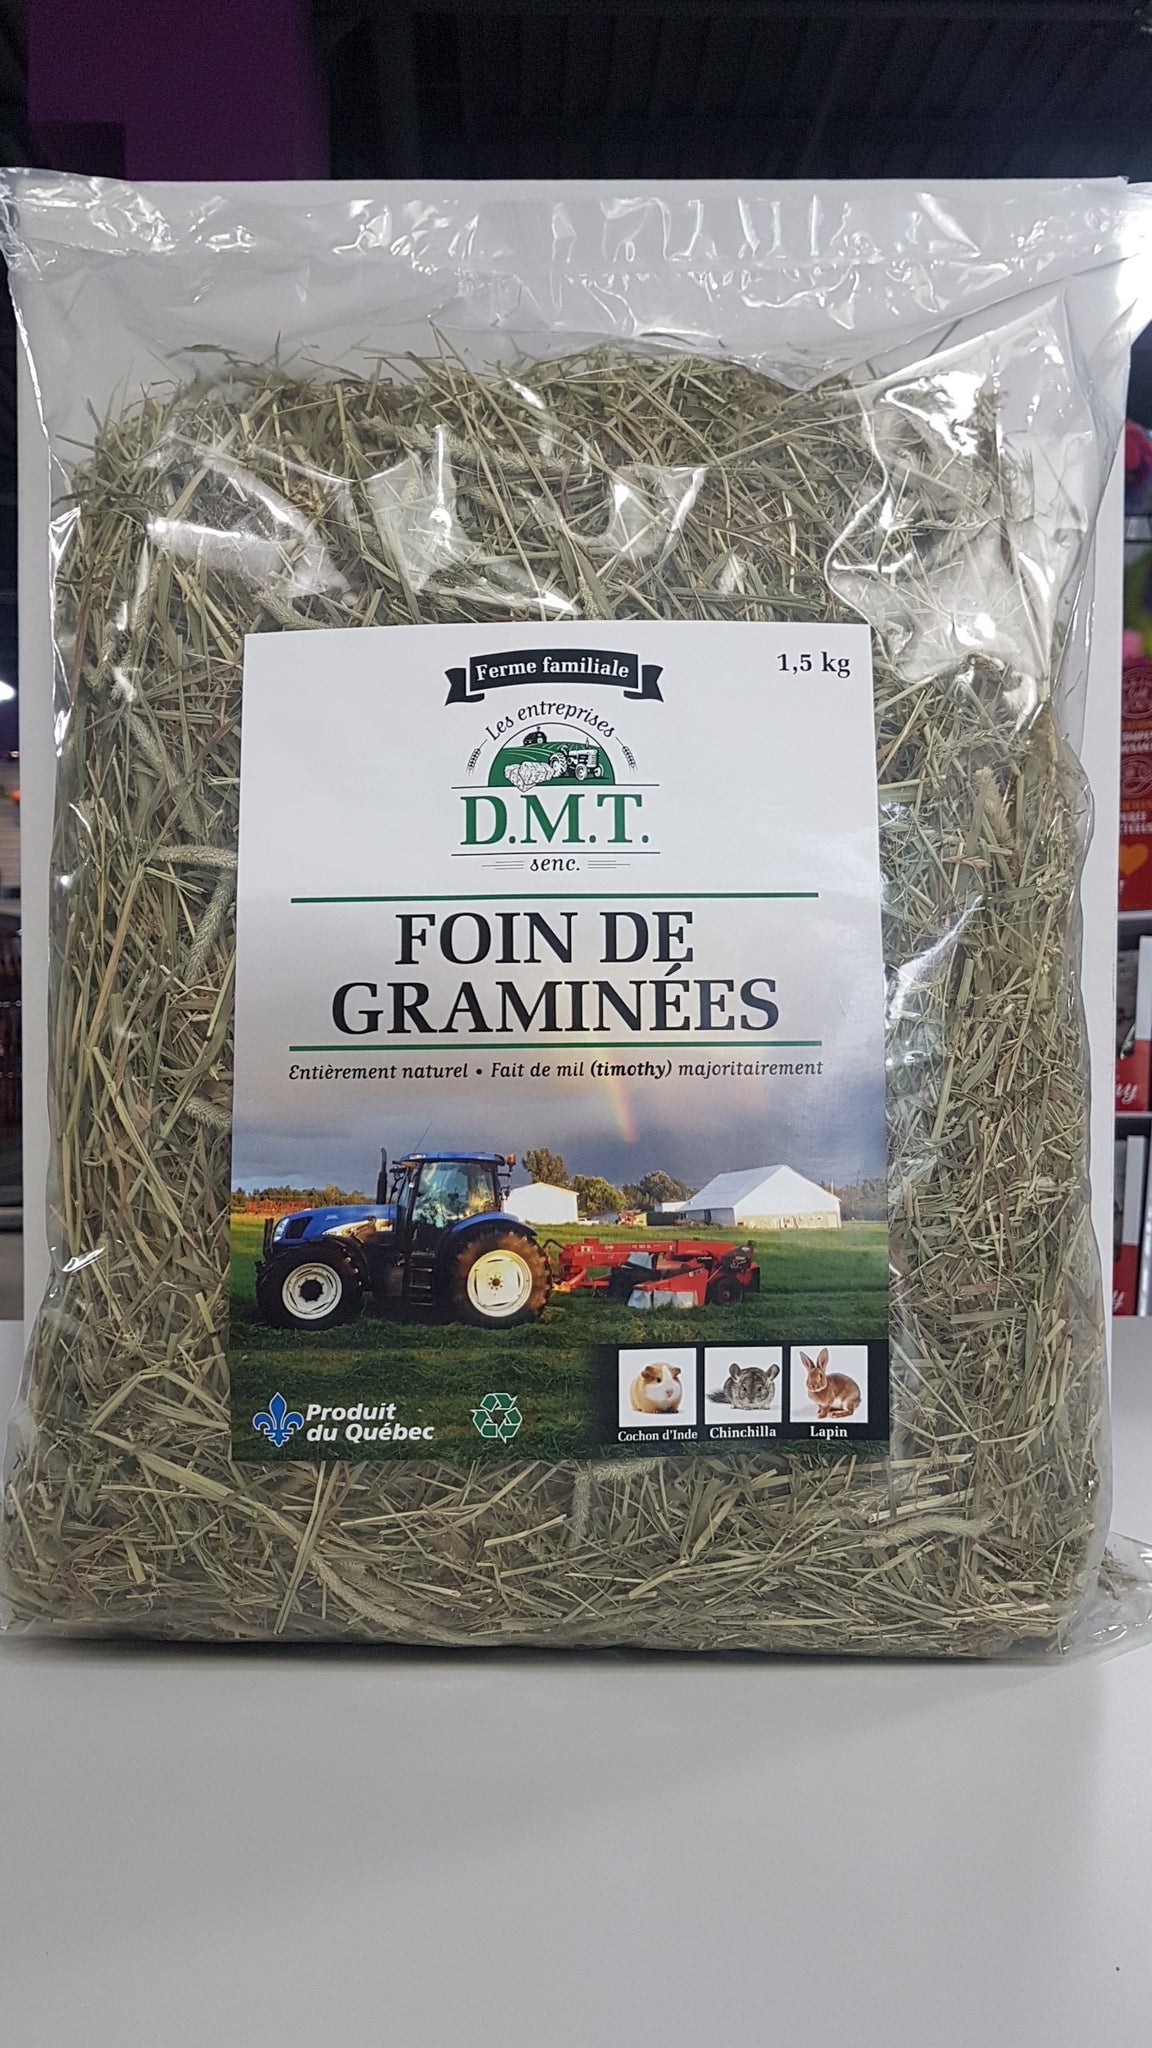 Ferme familiale
1,5 kg
Les entreprises
D.M.T.
senc.
FOIN DE
GRAMINÉES
Entièrement naturel • Fait de mil (timothy) majoritairement
Produit
du Québec
Cochon d'Inde
Chinchilla
Lapin